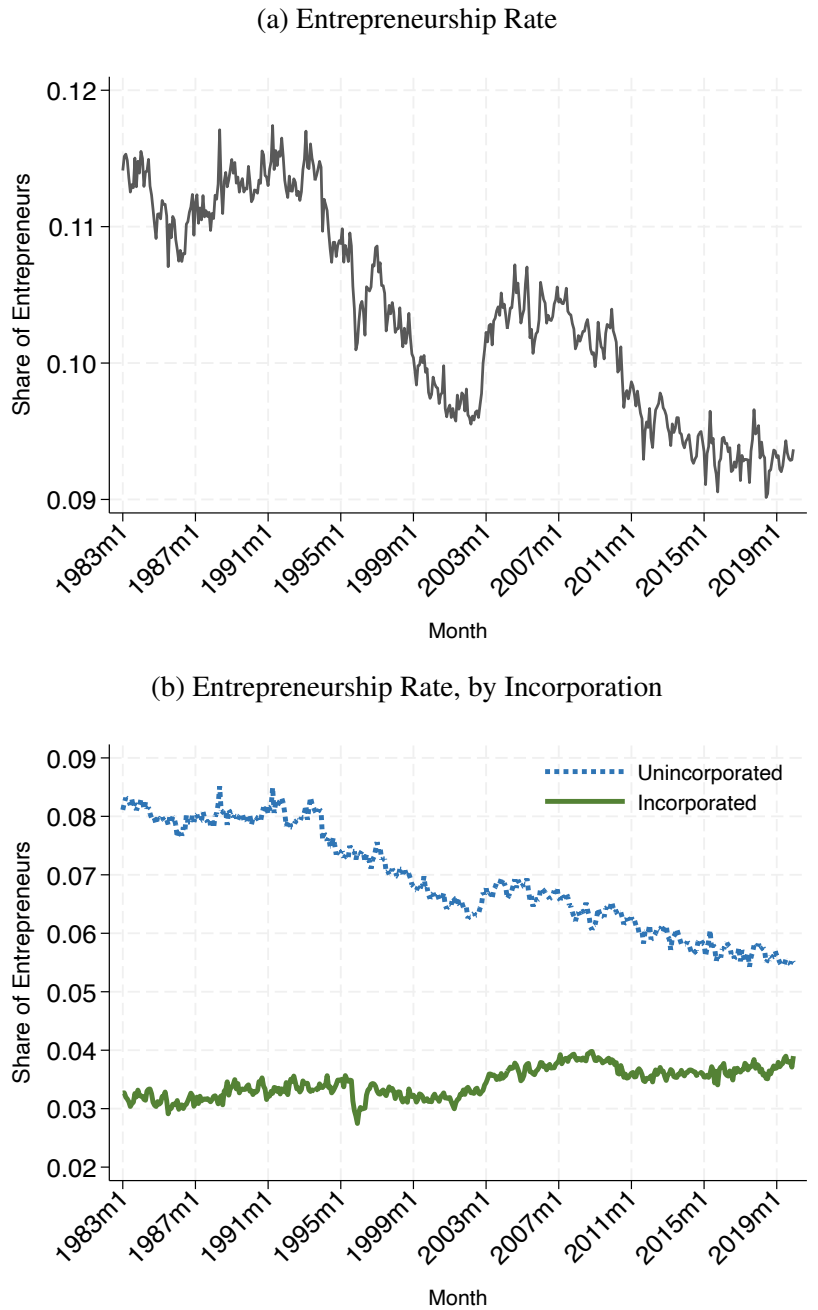 (a) Entrepreneurship Rate
0.12
0.11
0.10
0.09
Share of Entrepreneurs
1983m1
1987m1
1991m1
1995m1
1999m1
2003m1
2007m1
2011m1
2015m1
2019m1
Month
(b) Entrepreneurship Rate, by Incorporation
0.09
0.08
0.07
0.06
0.05
0.04
0.03
0.02
Share of Entrepreneurs
Unincorporated
Incorporated
1983m1
1987m1
1991m1
1995m1
1999m1
2003m1
2007m1
2011m1
2015m1
2019m1
Month